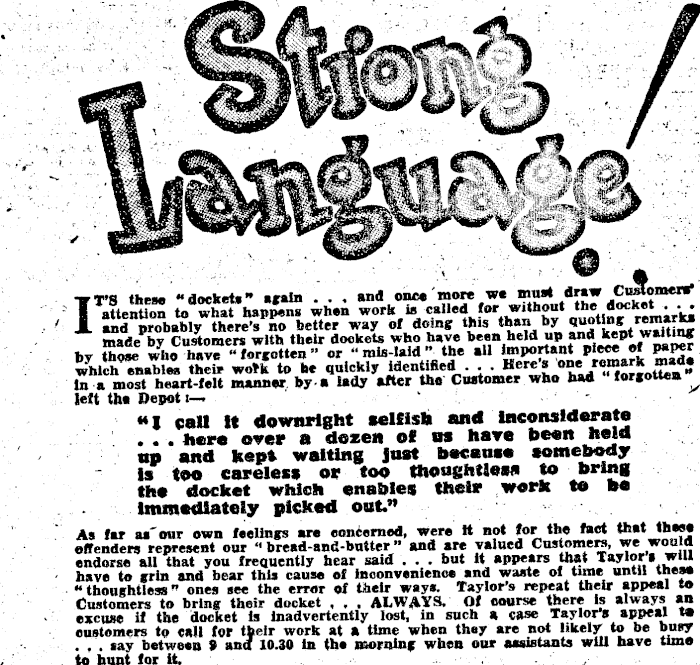 Strong
Language!
IT'S these "dockets" again . . . and once more we must draw Customers'
attention to what happens when work is called for without the docket . . .
and probably there's no better way of doing this than by quoting remarks
made by Customers with their dockets who have been held up and kept waiting
by those who have "forgotten" or "mis-laid" the all important piece of paper
which enables their work to be quickly identified . . . Here's one remark made
in a most heart-felt manner by a lady after the Customer who had "forgotten"
left the Depot :—
"I call it downright selfish and inconsiderate
. . . here over a dozen of us have been held
up and kept waiting just because somebody
is too careless or too thoughtless to bring
the docket which enables their work to be
immediately picked out."
As far as our own feelings are concerned, were it not for the fact that these
offenders represent our "bread-and-butter" and are valued Customers, we would
endorse all that you frequently hear said . . . but it appears that Taylor's will
have to grin and bear this cause of inconvenience and waste of time until these
"thoughtless" ones see the error of their ways. Taylor's repeat their appeal to
Customers to bring their docket . . . ALWAYS. Of course there is always an
excuse if the docket is inadvertently lost, in such a case Taylor's appeal to
customers to call for their work at a time when they are not likely to be busy
. . . say between 9 and 10.30 in the morning when our assistants will have time
to hunt for it.